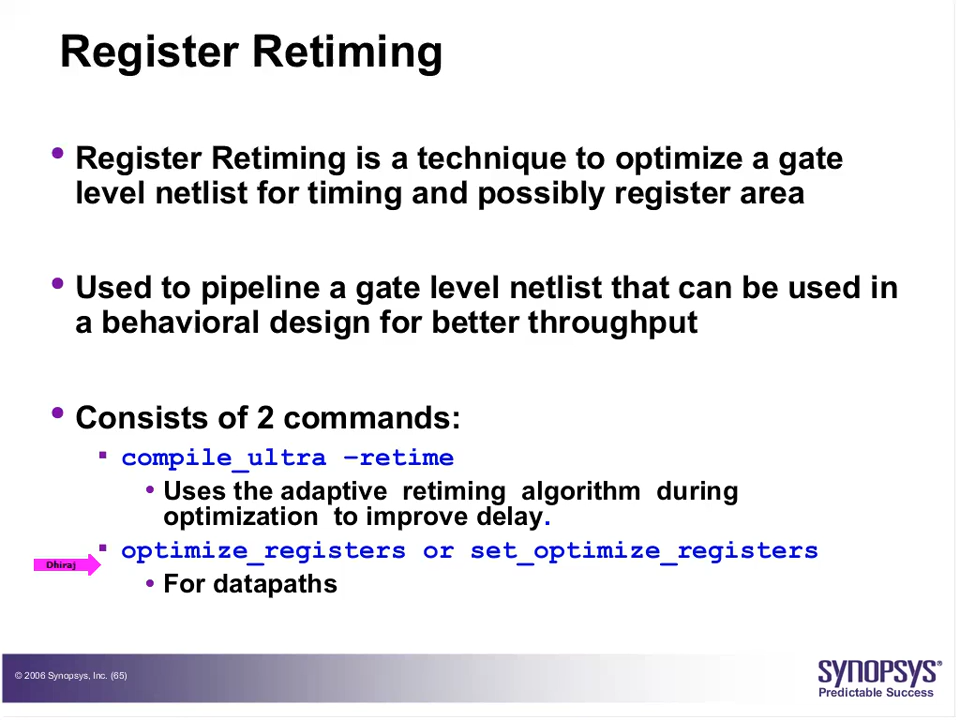 Register Retiming
• Register Retiming is a technique to optimize a gate
level netlist for timing and possibly register area
• Used to pipeline a gate level netlist that can be used in
a behavioral design for better throughput
• Consists of 2 commands:
▪ compile_ultra –retime
• Uses the adaptive retiming algorithm during
optimization to improve delay.
▪ optimize_registers or set_optimize_registers
Dhiraj
• For datapaths
© 2006 Synopsys, Inc. (65)
SYNOPSYS®
Predictable Success